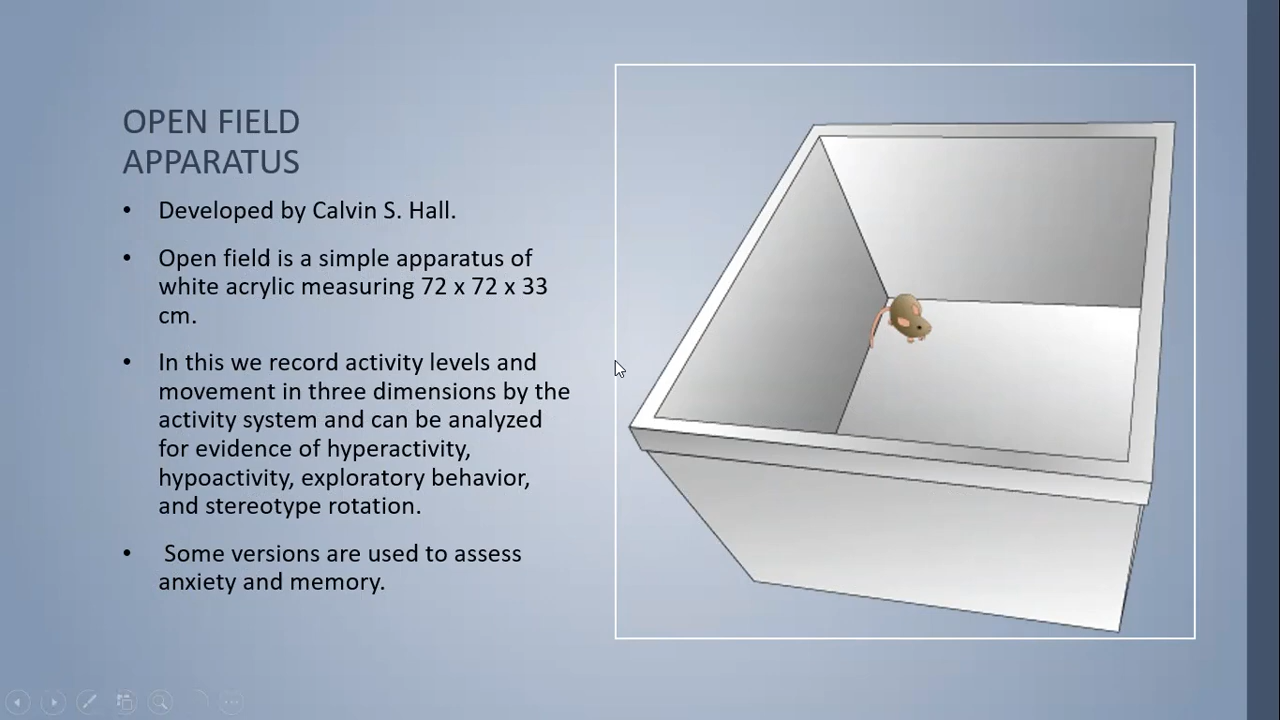 OPEN FIELD
APPARATUS
• Developed by Calvin S. Hall.
• Open field is a simple apparatus of
white acrylic measuring 72 x 72 x 33
cm.
• In this we record activity levels and
movement in three dimensions by the
activity system and can be analyzed
for evidence of hyperactivity,
hypoactivity, exploratory behavior,
and stereotype rotation.
• Some versions are used to assess
anxiety and memory.